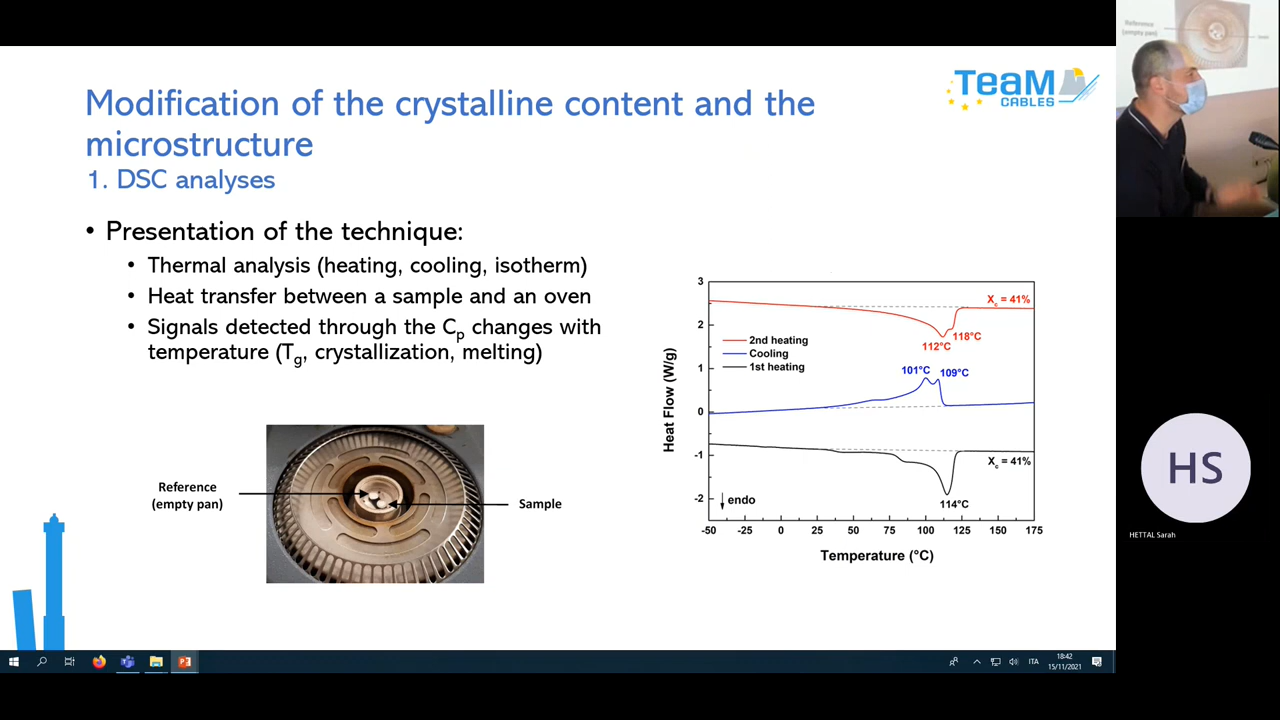 Modification of the crystalline content and the
microstructure
1. DSC analyses
TeaM
CABLES
• Presentation of the technique:
• Thermal analysis (heating, cooling, isotherm)
• Heat transfer between a sample and an oven
• Signals detected through the Cp changes with
temperature (Tg, crystallization, melting)
Reference
(empty pan)
Sample
Heat Flow (W/g)
3
2
1
0
-1
-2
Xc = 41%
118°C
112°C
2nd heating
Cooling
1st heating
101°C
109°C
Xc = 41%
114°C
endo
-50
-25
0
25
50
75
100
125
150
175
Temperature (°C)
Reference
(empty pan)
HS
HETTAL Sarah
ITA
18:42
15/11/2021